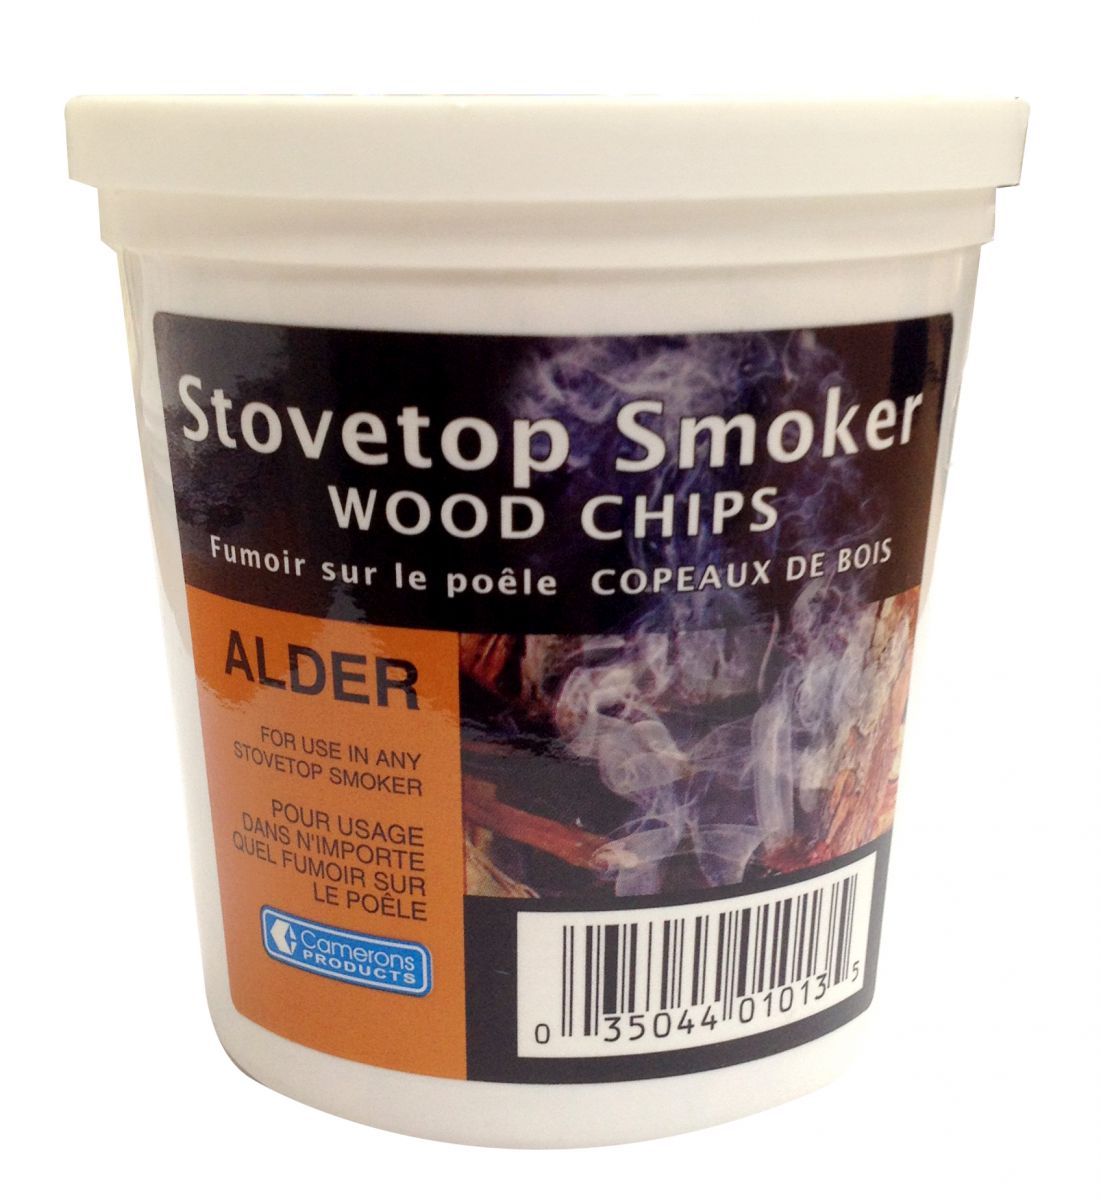 Stovetop Smoker
WOOD CHIPS
Fumoir sur le poêle COPEAUX DE BOIS
ALDER
FOR USE IN ANY
STOVETOP SMOKER
POUR USAGE
DANS N'IMPORTE
QUEL FUMOIR SUR
LE POÊLE
Camerons
PRODUCTS
0 35044 01013 5